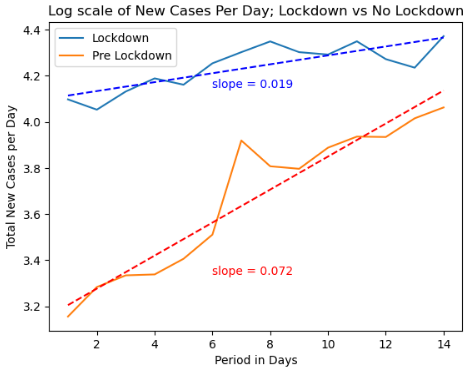 Log scale of New Cases Per Day; Lockdown vs No Lockdown
Lockdown
Pre Lockdown
slope = 0.019
slope = 0.072
Total New Cases per Day
4.4
4.2
4.0
3.8
3.6
3.4
3.2
2 4 6 8 10 12 14
Period in Days